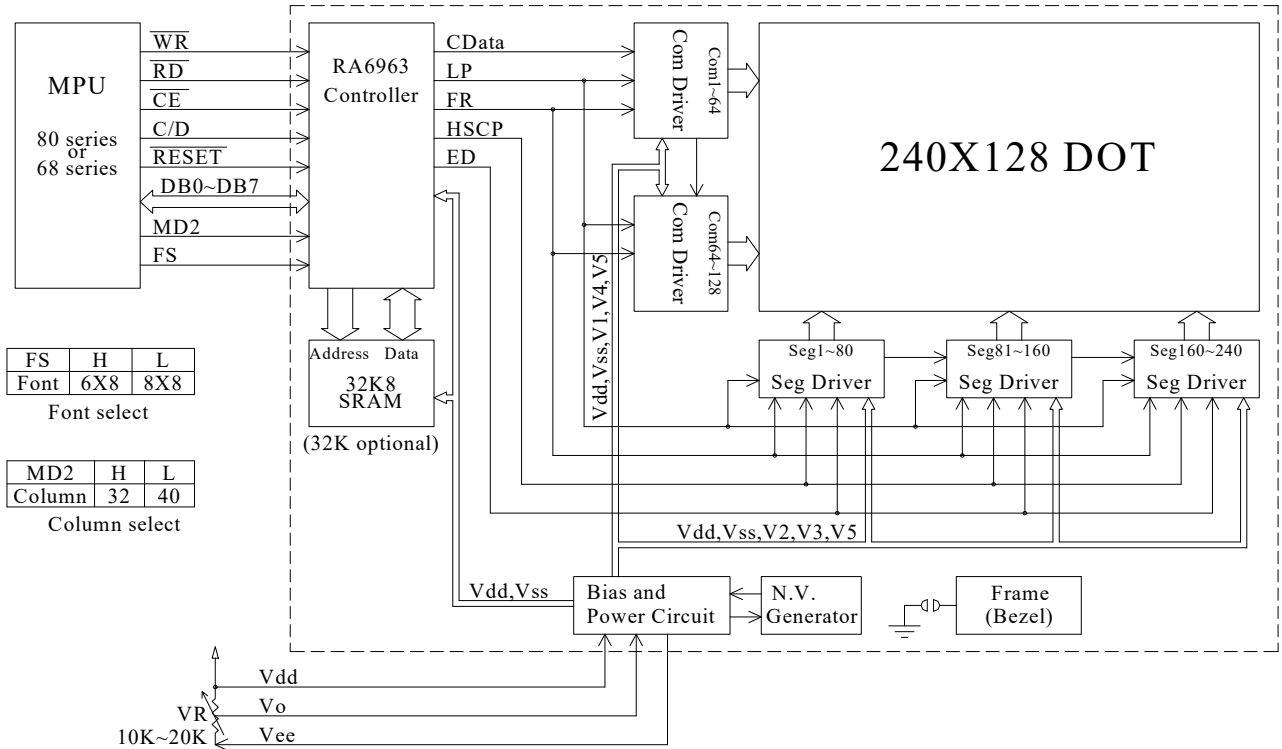 MPU
80 series
or
68 series
WR
RD
CE
C/D
RESET
DB0~DB7
MD2
FS
RA6963
Controller
CData
LP
FR
HSCP
ED
Com Driver
Com1~64
Com Driver
Com64~128
240X128 DOT
Address Data
32K8
SRAM
(32K optional)
Vdd,Vss,V1,V4,V5
Seg1~80
Seg Driver
Seg81~160
Seg Driver
Seg160~240
Seg Driver
FS H L
Font 6X8 8X8
Font select
MD2 H L
Column 32 40
Column select
Vdd,Vss,V2,V3,V5
Vdd,Vss
Bias and
Power Circuit
N.V.
Generator
Frame
(Bezel)
Vdd
VR
Vo
10K~20K
Vee